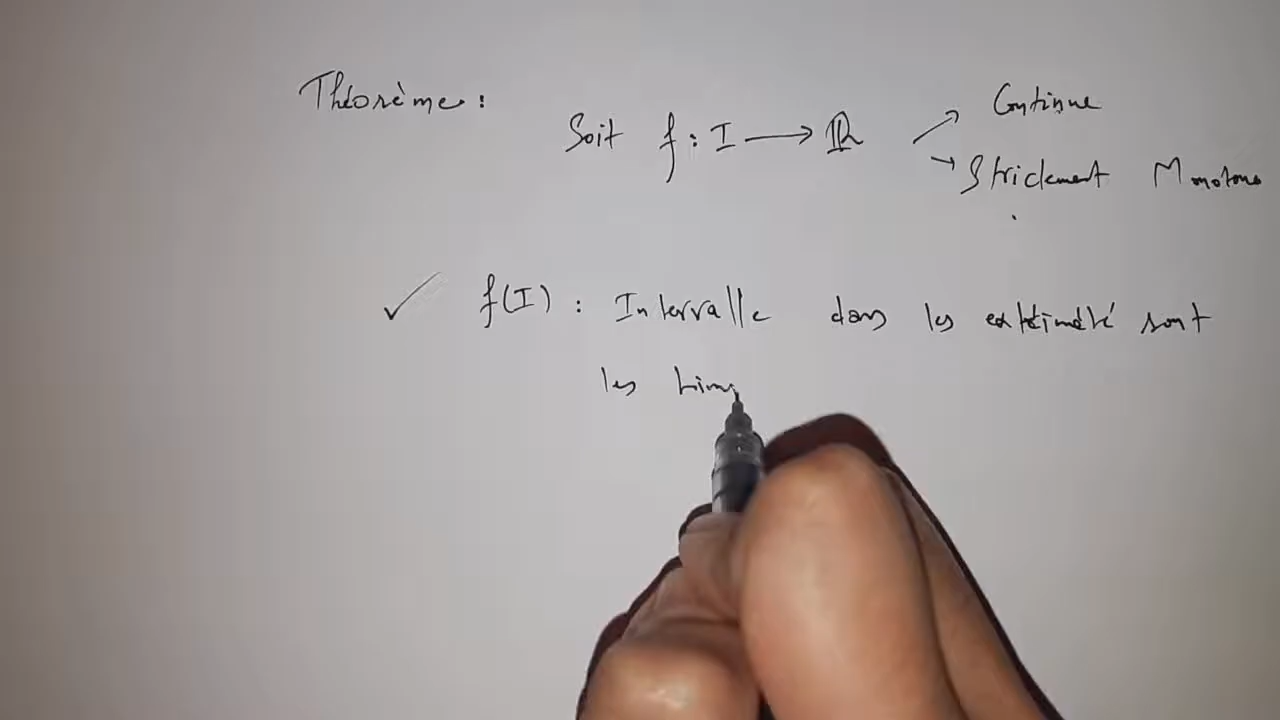 Théorème :
Continue
Soit f : I → ℝ
Strictement Monotone
✓ f(I) : Intervalle dans les extrémité sont
les Lim